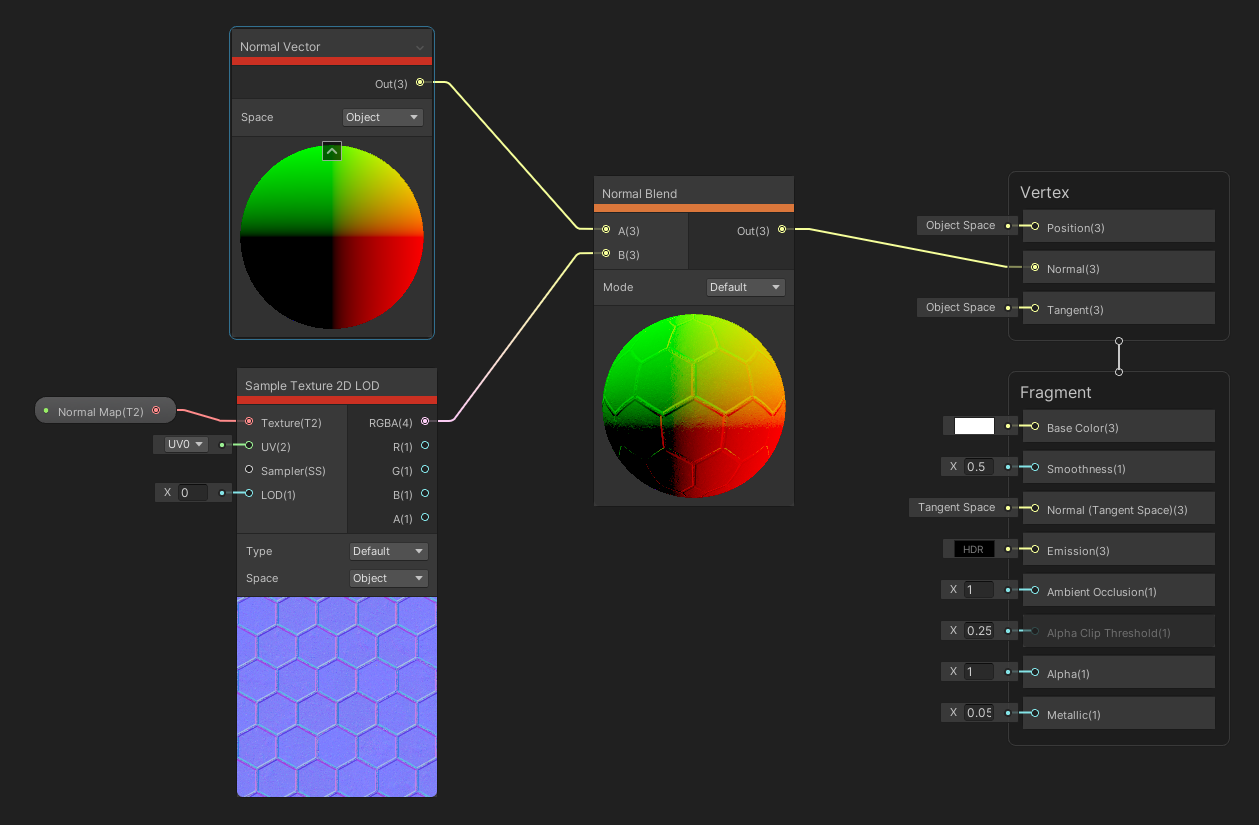 Normal Vector
Out(3)
Space
Object
Normal Map(T2)
Sample Texture 2D LOD
Texture(T2)
RGBA(4)
UV0
UV(2)
R(1)
Sampler(SS)
G(1)
X 0
LOD(1)
B(1)
A(1)
Type
Default
Space
Object
Normal Blend
A(3)
Out(3)
B(3)
Mode
Default
Vertex
Object Space
Position(3)
Normal(3)
Object Space
Tangent(3)
Fragment
Base Color(3)
X 0.5
Smoothness(1)
Tangent Space
Normal (Tangent Space)(3)
HDR
Emission(3)
X 1
Ambient Occlusion(1)
X 0.25
Alpha Clip Threshold(1)
X 1
Alpha(1)
X 0.05
Metallic(1)